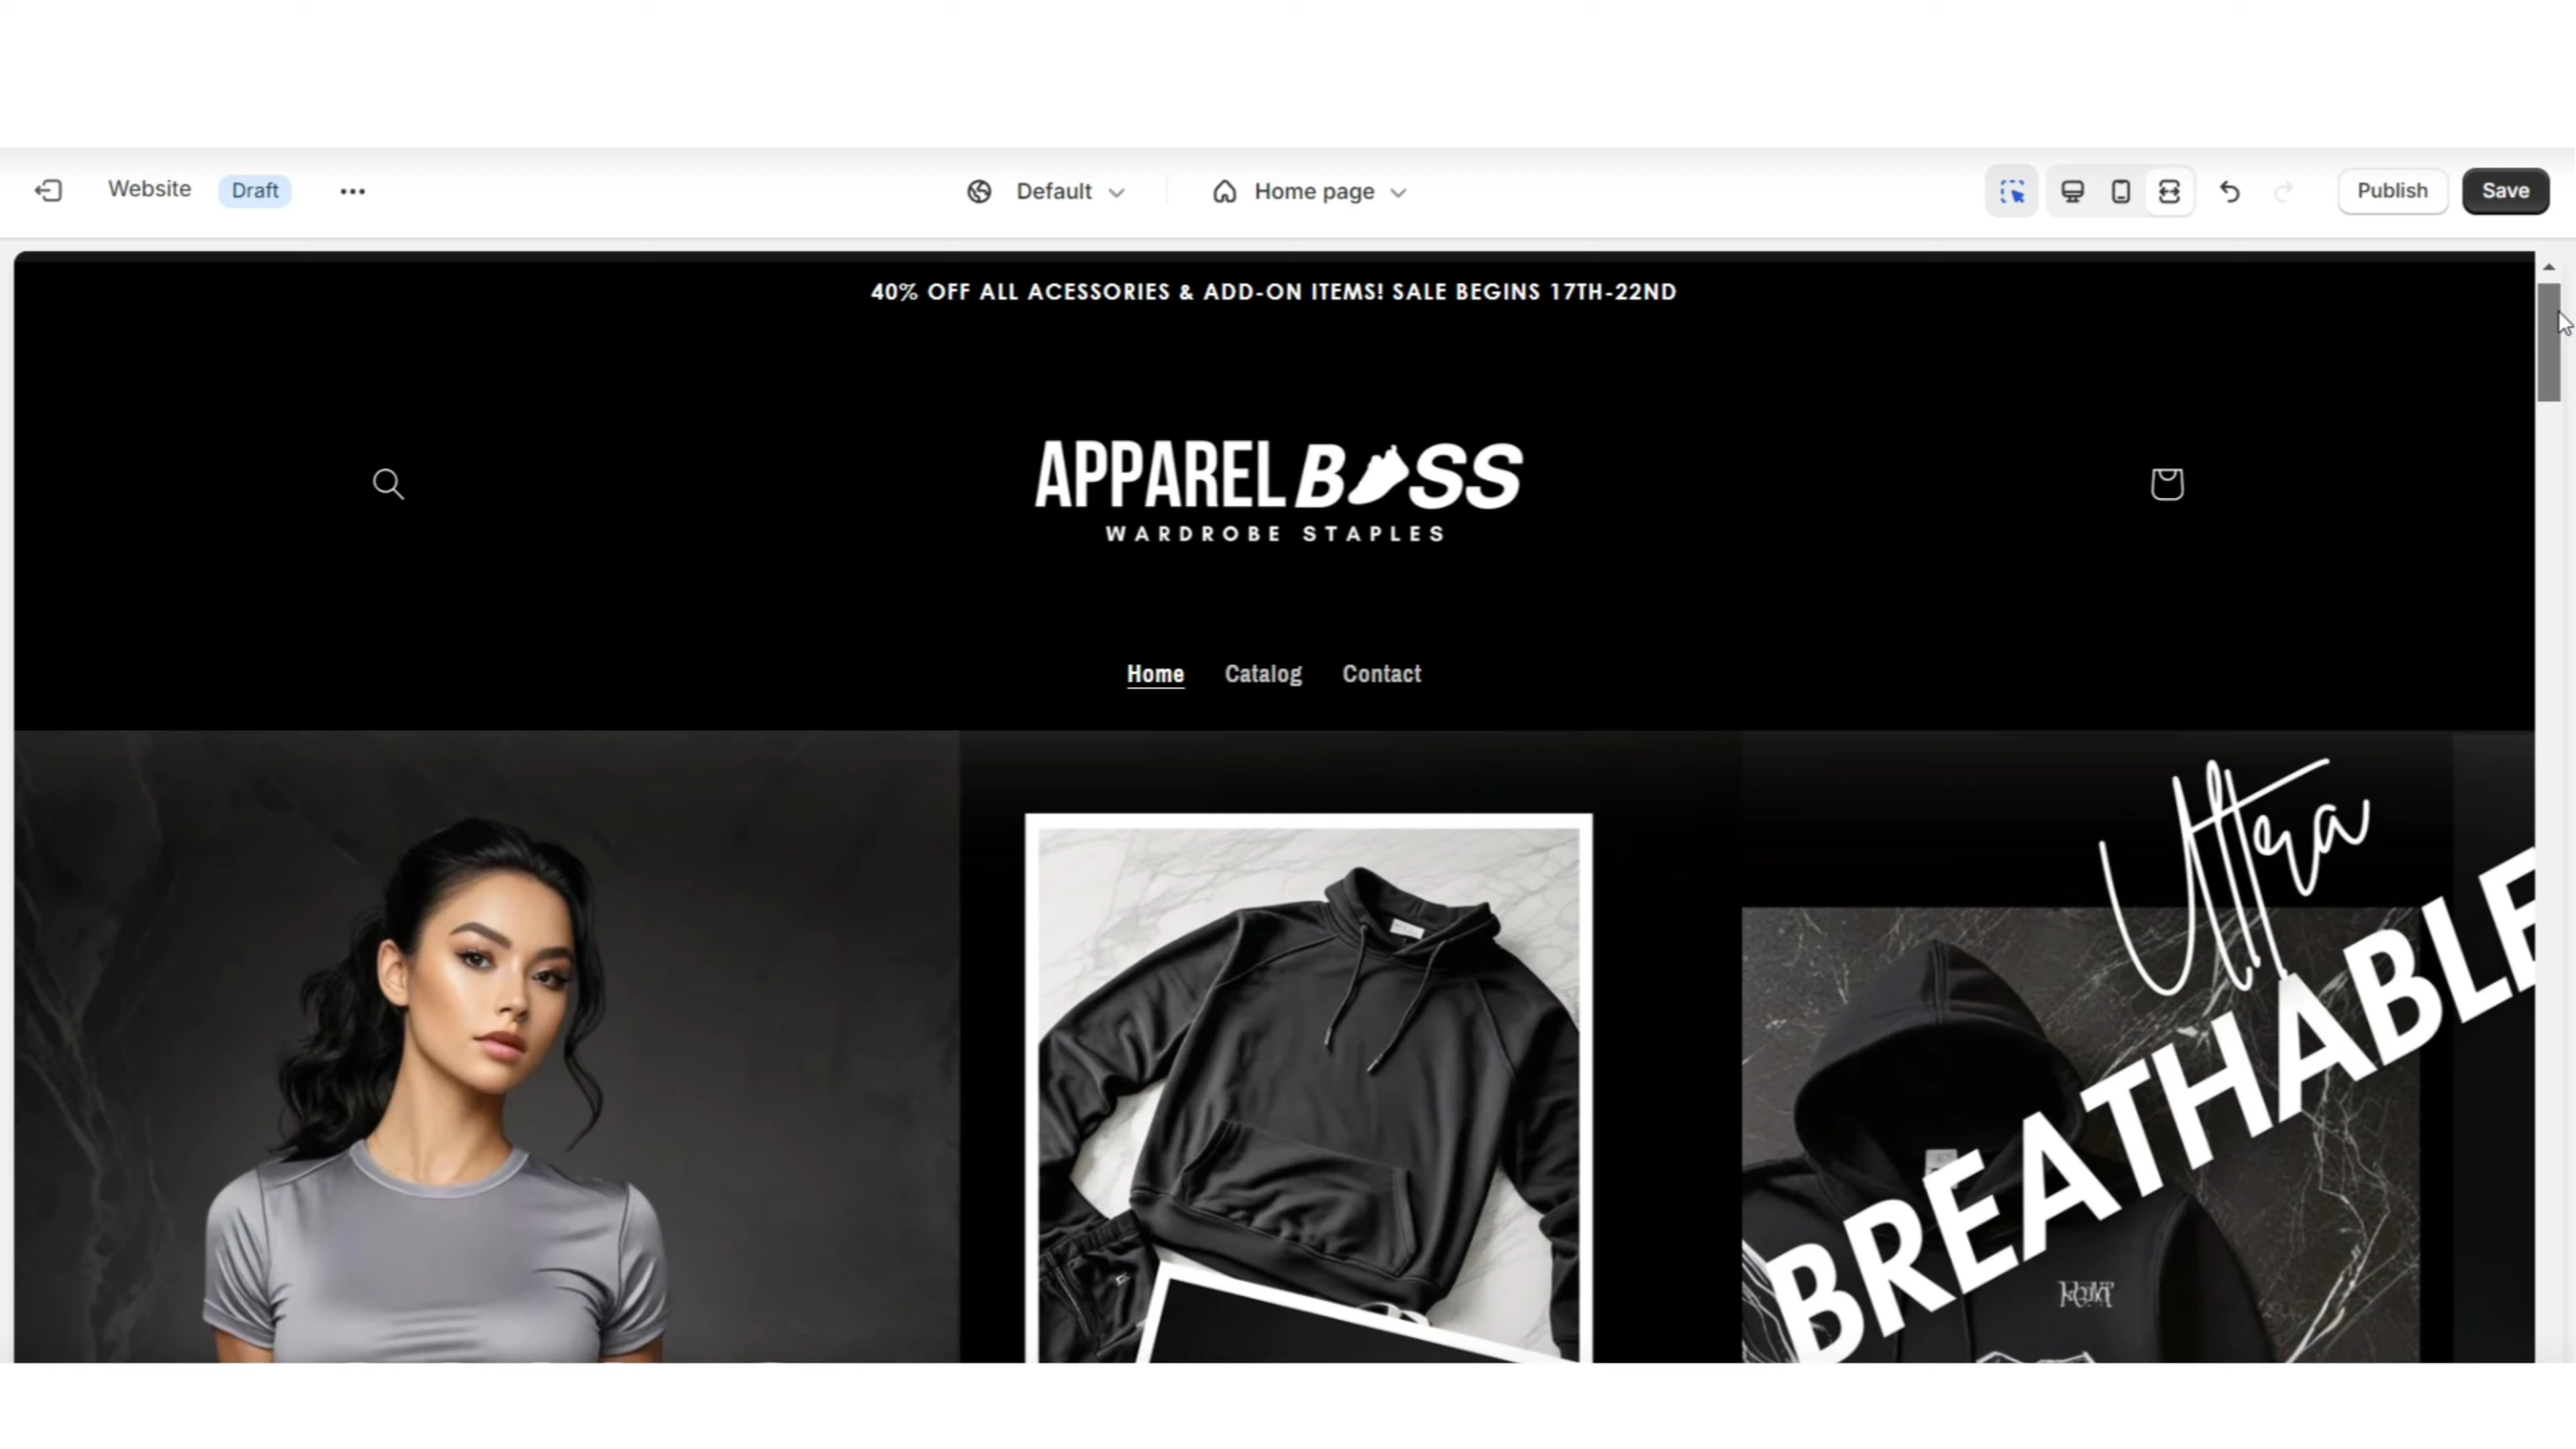 Website Draft Default Home page Publish Save
40% OFF ALL ACESSORIES & ADD-ON ITEMS! SALE BEGINS 17TH-22ND
APPAREL BOSS
WARDROBE STAPLES
Home Catalog Contact
Ultra
BREATHABLE